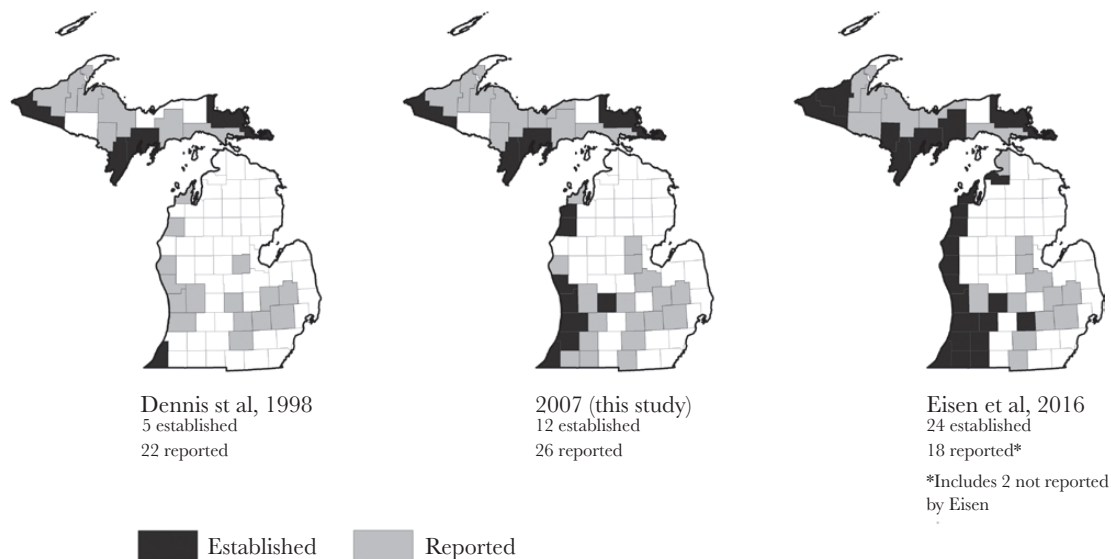 Dennis st al, 1998
5 established
22 reported
2007 (this study)
12 established
26 reported
Eisen et al, 2016
24 established
18 reported*
*Includes 2 not reported
by Eisen
Established
Reported